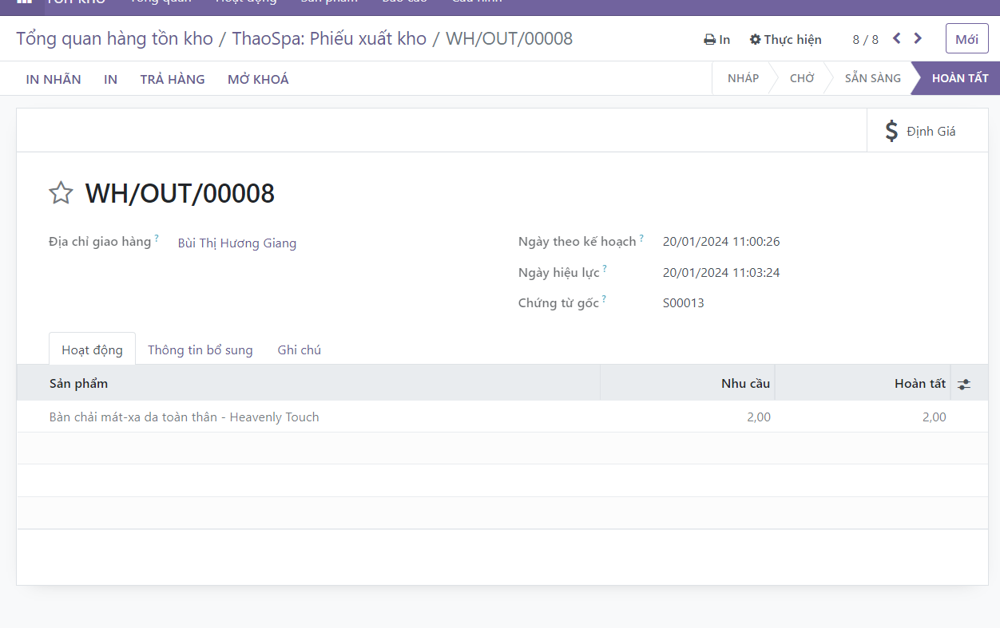 Tồn kho Tổng quan Hoạt động Sản phẩm Báo cáo Cấu hình
Tổng quan hàng tồn kho / ThaoSpa: Phiếu xuất kho / WH/OUT/00008 In Thực hiện 8 / 8 Mới
IN NHÃN IN TRẢ HÀNG MỞ KHOÁ NHÁP CHỜ SẴN SÀNG HOÀN TẤT
$ Định Giá
WH/OUT/00008
Địa chỉ giao hàng ? Bùi Thị Hương Giang Ngày theo kế hoạch ? 20/01/2024 11:00:26
Ngày hiệu lực ? 20/01/2024 11:03:24
Chứng từ gốc ? S00013
Hoạt động Thông tin bổ sung Ghi chú
Sản phẩm Nhu cầu Hoàn tất
Bàn chải mát-xa da toàn thân - Heavenly Touch 2,00 2,00